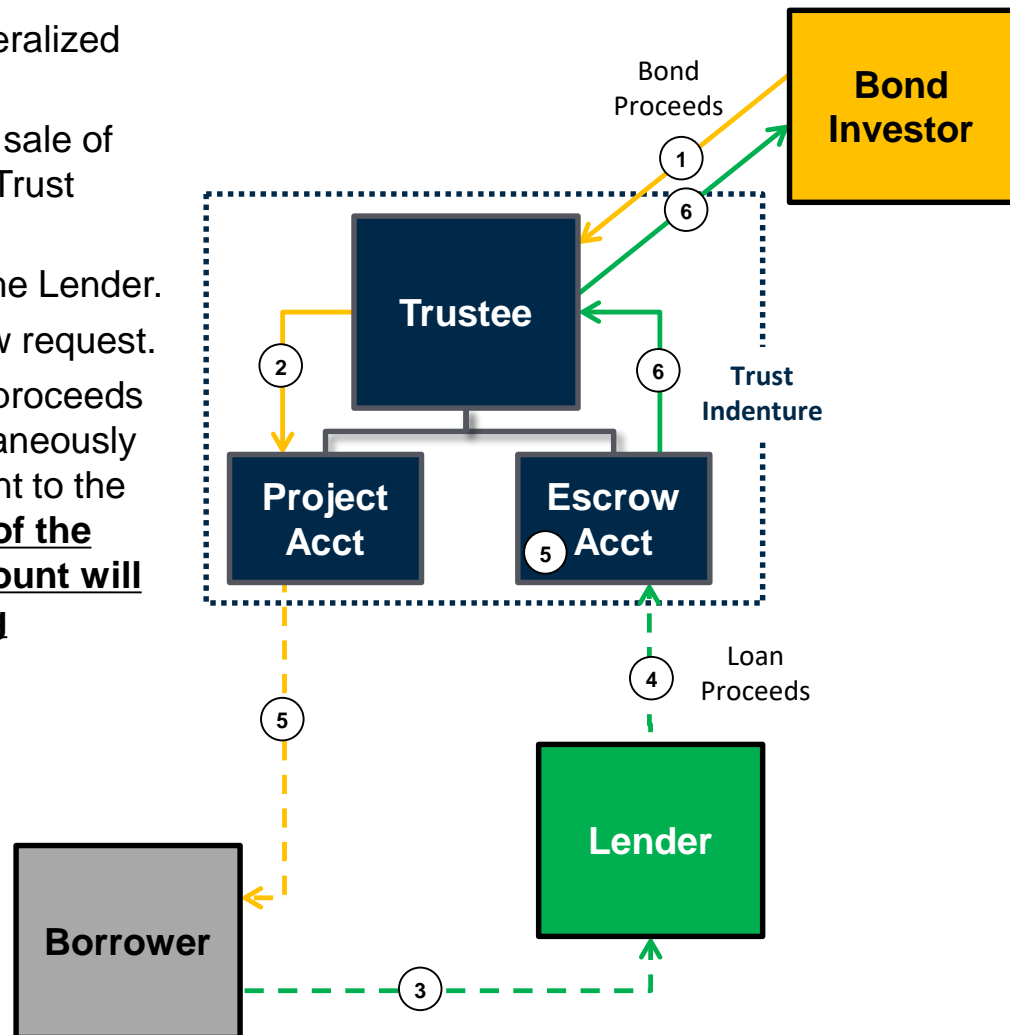 eralized
sale of
Trust
he Lender.
w request.
proceeds
aneously
nt to the
of the
ount will
g
Bond
Proceeds
Bond
Investor
1
6
Trustee
2
6
Trust
Indenture
Project
Acct
Escrow
Acct
5
Loan
Proceeds
4
5
Lender
Borrower
3